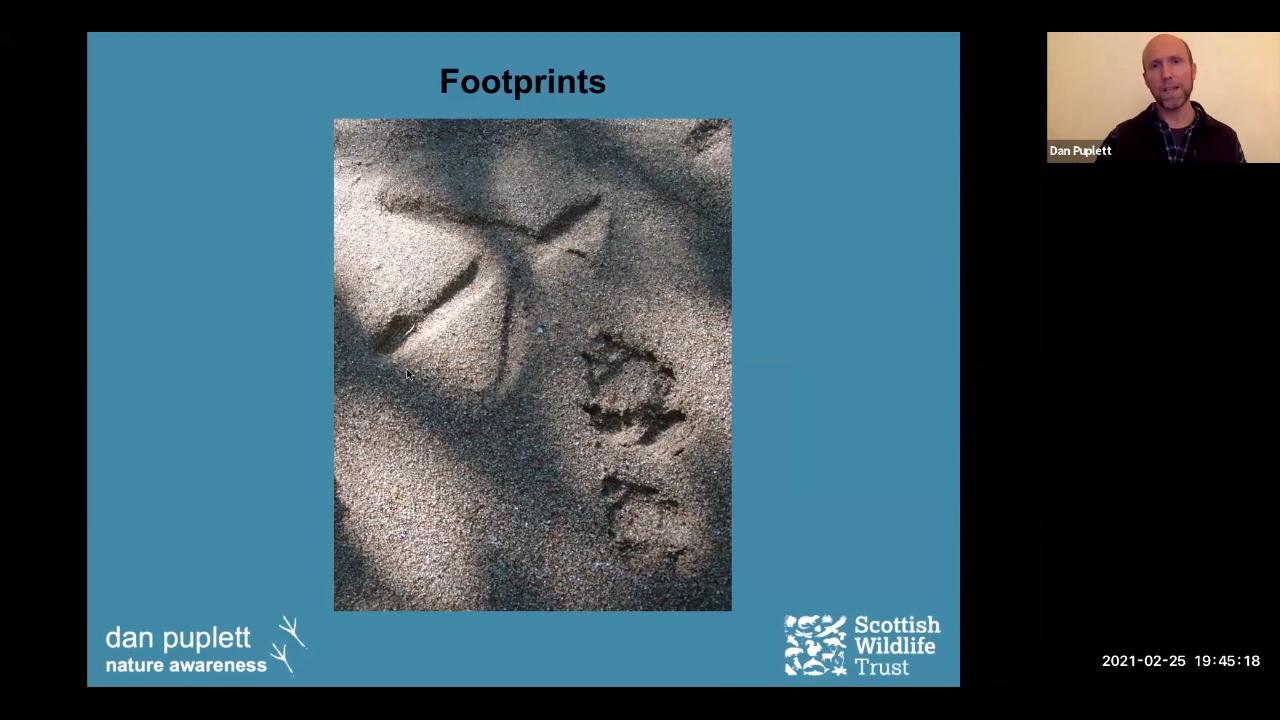 Footprints
Dan Puplett
dan puplett
nature awareness
Scottish
Wildlife
Trust
2021-02-25 19:45:18